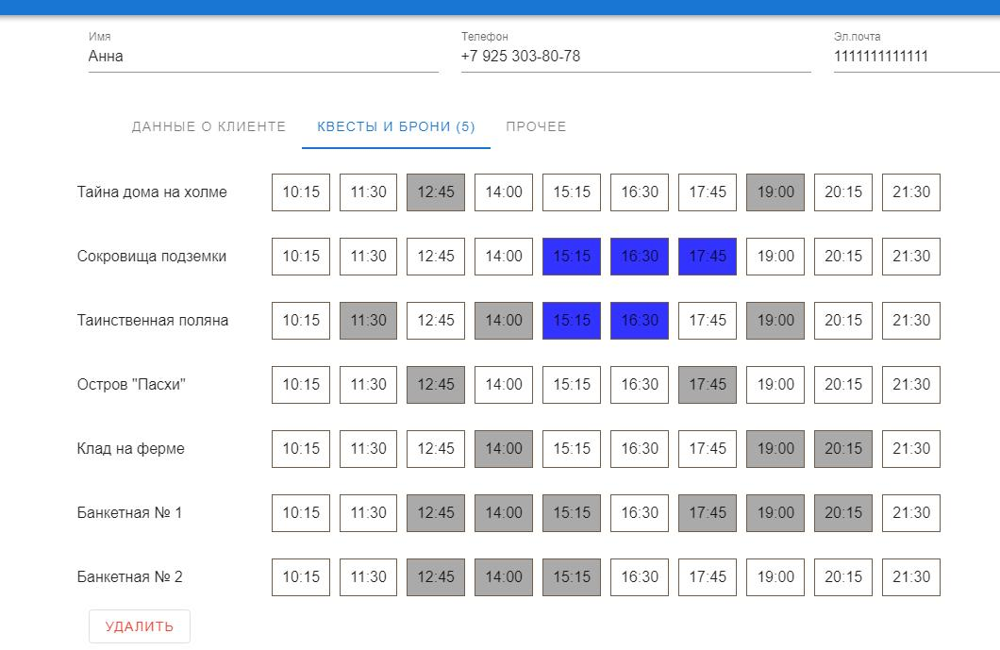 Имя Телефон Эл.почта
Анна +7 925 303-80-78 1111111111111
ДАННЫЕ О КЛИЕНТЕ КВЕСТЫ И БРОНИ (5) ПРОЧЕЕ
Тайна дома на холме 10:15 11:30 12:45 14:00 15:15 16:30 17:45 19:00 20:15 21:30
Сокровища подземки 10:15 11:30 12:45 14:00 15:15 16:30 17:45 19:00 20:15 21:30
Таинственная поляна 10:15 11:30 12:45 14:00 15:15 16:30 17:45 19:00 20:15 21:30
Остров "Пасхи" 10:15 11:30 12:45 14:00 15:15 16:30 17:45 19:00 20:15 21:30
Клад на ферме 10:15 11:30 12:45 14:00 15:15 16:30 17:45 19:00 20:15 21:30
Банкетная № 1 10:15 11:30 12:45 14:00 15:15 16:30 17:45 19:00 20:15 21:30
Банкетная № 2 10:15 11:30 12:45 14:00 15:15 16:30 17:45 19:00 20:15 21:30
УДАЛИТЬ